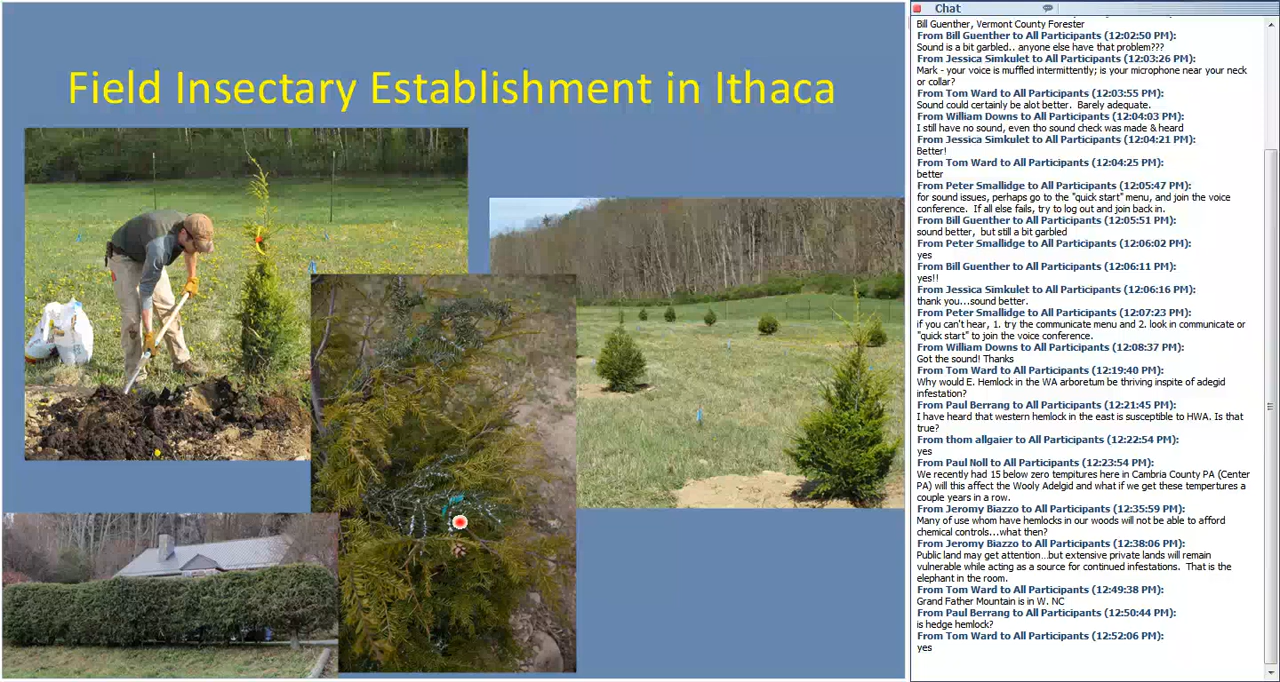 Field Insectary Establishment in Ithaca
Chat
Bill Guenther, Vermont County Forester
From Bill Guenther to All Participants (12:02:50 PM):
Sound is a bit garbled.. anyone else have that problem???
From Jessica Simkulet to All Participants (12:03:26 PM):
Mark - your voice is muffled intermittently; is your microphone near your neck
or collar?
From Tom Ward to All Participants (12:03:55 PM):
Sound could certainly be alot better.  Barely adequate.
From William Downs to All Participants (12:04:03 PM):
I still have no sound, even tho sound check was made & heard
From Jessica Simkulet to All Participants (12:04:21 PM):
Better!
From Tom Ward to All Participants (12:04:25 PM):
better
From Peter Smallidge to All Participants (12:05:47 PM):
for sound issues, perhaps go to the "quick start" menu, and join the voice
conference.  If all else fails, try to log out and join back in.
From Bill Guenther to All Participants (12:05:51 PM):
sound better,  but still a bit garbled
From Peter Smallidge to All Participants (12:06:02 PM):
yes
From Bill Guenther to All Participants (12:06:11 PM):
yes!!
From Jessica Simkulet to All Participants (12:06:16 PM):
thank you...sound better.
From Peter Smallidge to All Participants (12:07:23 PM):
if you can't hear, 1. try the communicate menu and 2. look in communicate or
"quick start" to join the voice conference.
From William Downs to All Participants (12:08:37 PM):
Got the sound! Thanks
From Tom Ward to All Participants (12:19:40 PM):
Why would E. Hemlock in the WA arboretum be thriving inspite of adegid
infestation?
From Paul Berrang to All Participants (12:21:45 PM):
I have heard that western hemlock in the east is susceptible to HWA. Is that
true?
From thom allgaier to All Participants (12:22:54 PM):
yes
From Paul Noll to All Participants (12:23:54 PM):
We recently had 15 below zero tempitures here in Cambria County PA (Center
PA) will this affect the Wooly Adelgid and what if we get these tempertures a
couple years in a row.
From Jeromy Biazzo to All Participants (12:35:59 PM):
Many of use whom have hemlocks in our woods will not be able to afford
chemical controls...what then?
From Jeromy Biazzo to All Participants (12:38:06 PM):
Public land may get attention...but extensive private lands will remain
vulnerable while acting as a source for continued infestations.  That is the
elephant in the room.
From Tom Ward to All Participants (12:49:38 PM):
Grand Father Mountain is in W. NC
From Paul Berrang to All Participants (12:50:44 PM):
is hedge hemlock?
From Tom Ward to All Participants (12:52:06 PM):
yes